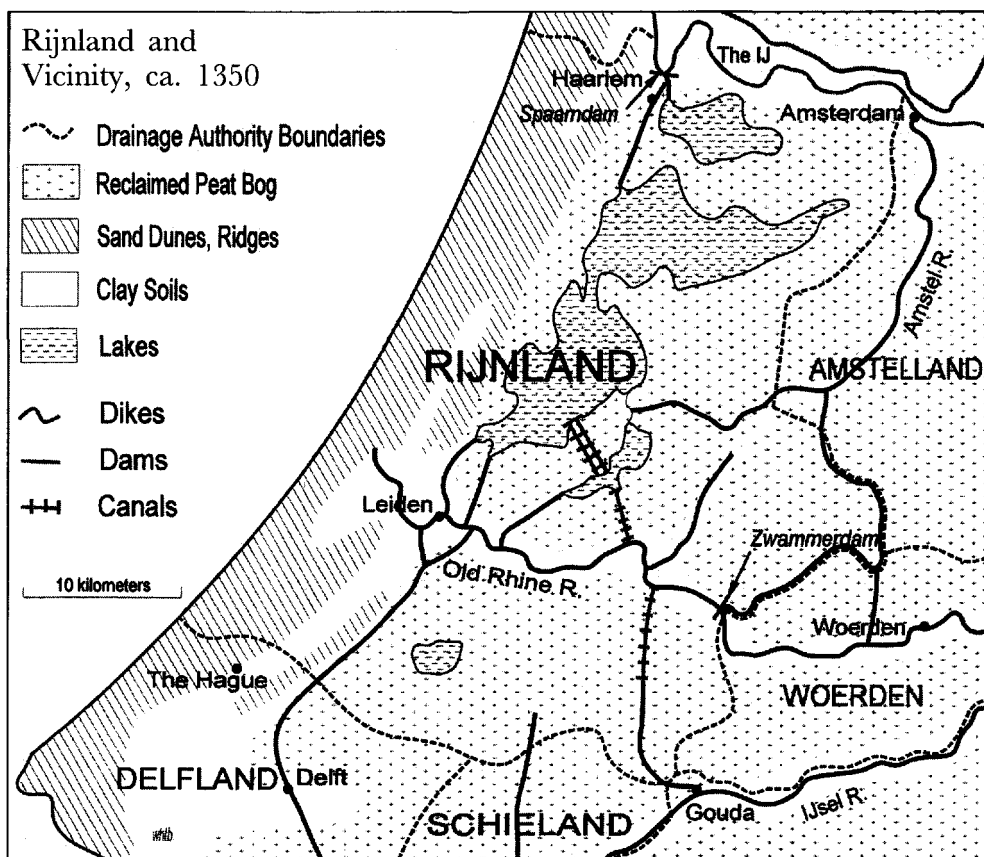 Rijnland and
Vicinity, ca. 1350
Drainage Authority Boundaries
Reclaimed Peat Bog
Sand Dunes, Ridges
Clay Soils
Lakes
Dikes
Dams
Canals
10 kilometers
The IJ
Haarlem
Spaarndam
Amsterdam
Amstel R.
RIJNLAND
AMSTELLAND
Leiden
Zwammerdam
Old Rhine R.
Woerden
The Hague
WOERDEN
DELFLAND
Delft
Gouda
IJsel R.
SCHIELAND